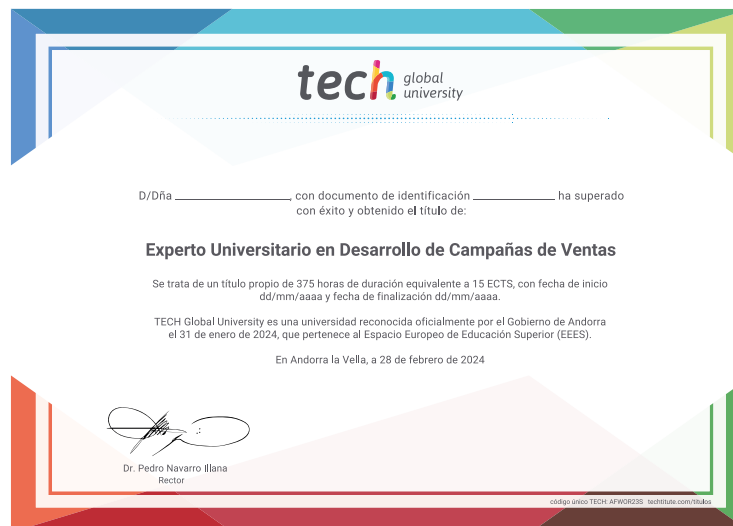 tech global university
D/Dña ____________, con documento de identificación ____________ ha superado
con éxito y obtenido el título de:
Experto Universitario en Desarrollo de Campañas de Ventas
Se trata de un título propio de 375 horas de duración equivalente a 15 ECTS, con fecha de inicio
dd/mm/aaaa y fecha de finalización dd/mm/aaaa.
TECH Global University es una universidad reconocida oficialmente por el Gobierno de Andorra
el 31 de enero de 2024, que pertenece al Espacio Europeo de Educación Superior (EEES).
En Andorra la Vella, a 28 de febrero de 2024
Dr. Pedro Navarro Illana
Rector
código único TECH: AFWOR23S techtitute.com/titulos